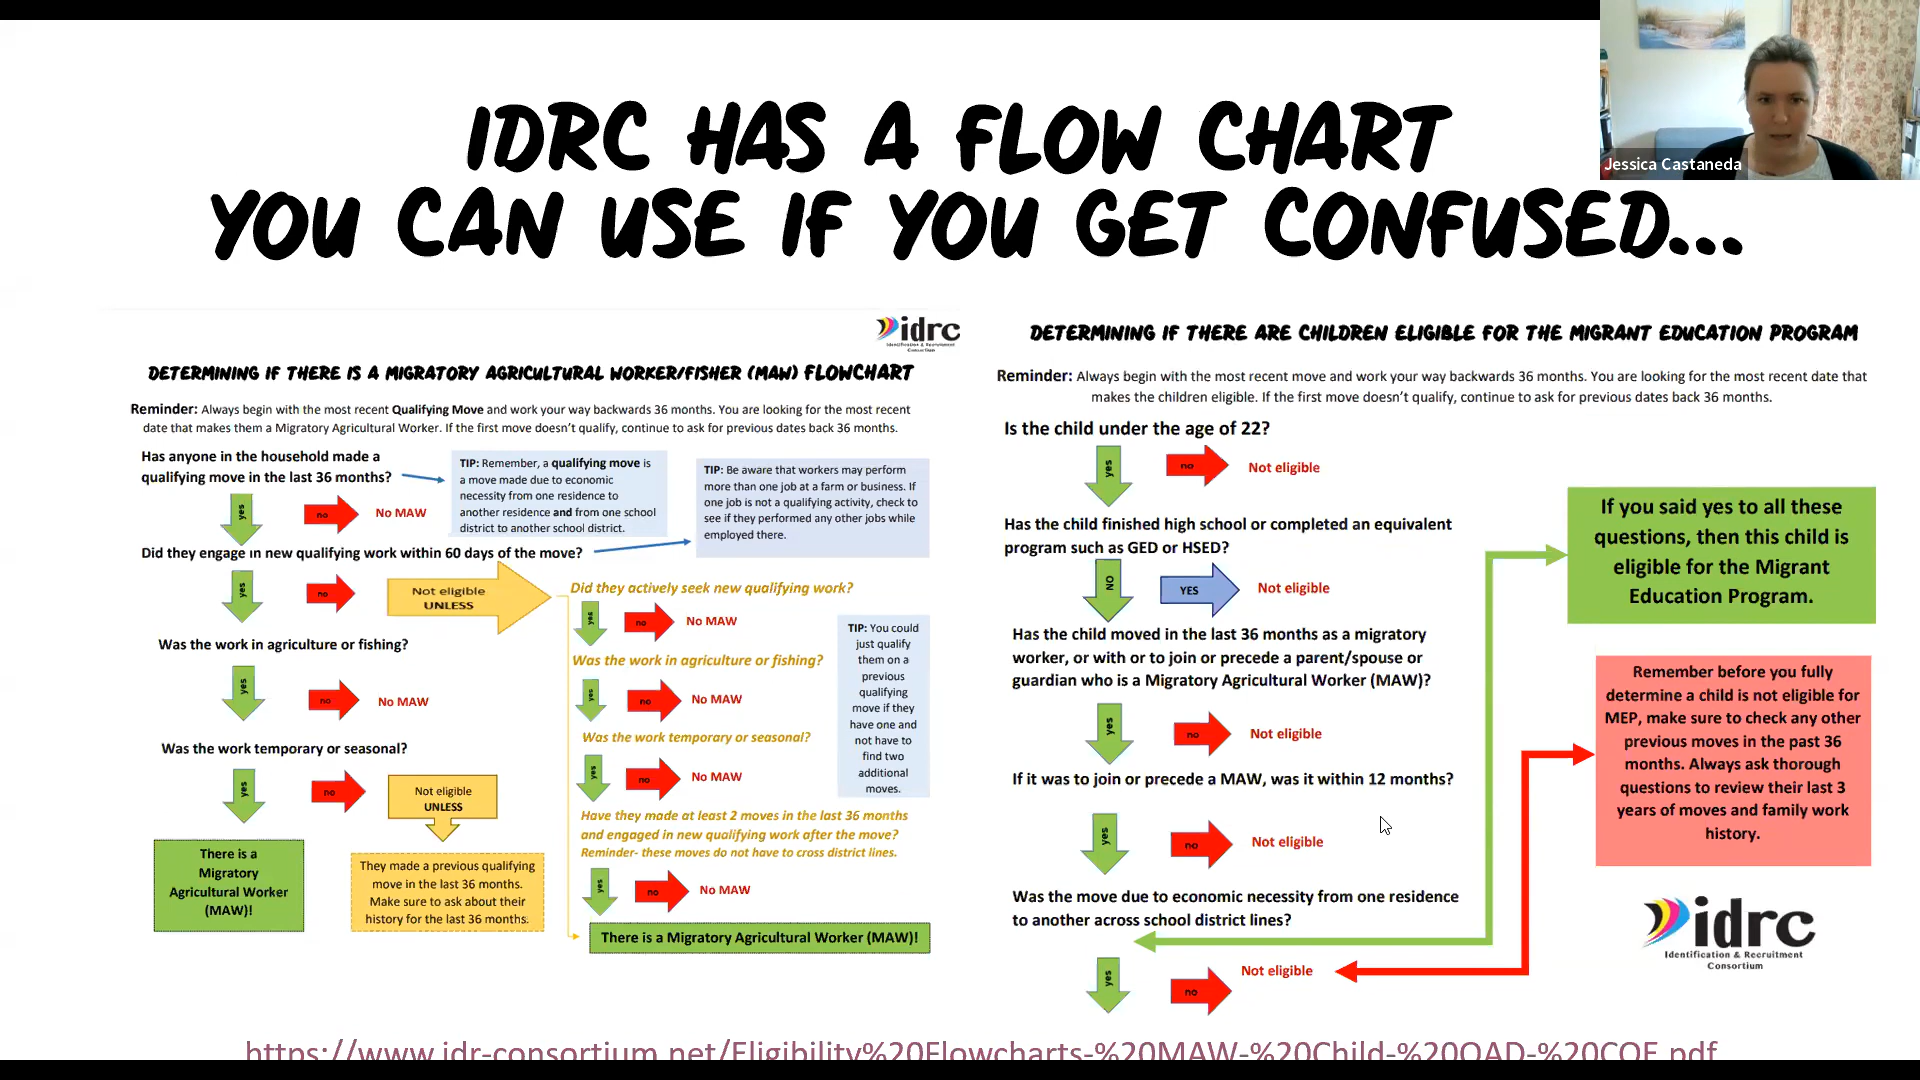 IDRC HAS A FLOW CHART
YOU CAN USE IF YOU GET CONFUSED...
Jessica Castaneda
idrc
Identification & Recruitment
Consortium
DETERMINING IF THERE IS A MIGRATORY AGRICULTURAL WORKER/FISHER (MAW) FLOWCHART
Reminder: Always begin with the most recent Qualifying Move and work your way backwards 36 months. You are looking for the most recent
date that makes them a Migratory Agricultural Worker. If the first move doesn't qualify, continue to ask for previous dates back 36 months.
Has anyone in the household made a
qualifying move in the last 36 months?
TIP: Remember, a qualifying move is
a move made due to economic
necessity from one residence to
another residence and from one school
district to another school district.
TIP: Be aware that workers may perform
more than one job at a farm or business. If
one job is not a qualifying activity, check to
see if they performed any other jobs while
employed there.
yes
no
No MAW
Did they engage in new qualifying work within 60 days of the move?
yes
no
Not eligible
UNLESS
Was the work in agriculture or fishing?
yes
no
No MAW
Was the work temporary or seasonal?
yes
no
Not eligible
UNLESS
There is a
Migratory
Agricultural Worker
(MAW)!
They made a previous qualifying
move in the last 36 months.
Make sure to ask about their
history for the last 36 months.
Did they actively seek new qualifying work?
yes
no
No MAW
Was the work in agriculture or fishing?
yes
no
No MAW
Was the work temporary or seasonal?
yes
no
No MAW
Have they made at least 2 moves in the last 36 months
and engaged in new qualifying work after the move?
Reminder- these moves do not have to cross district lines.
yes
no
No MAW
There is a Migratory Agricultural Worker (MAW)!
TIP: You could
just qualify
them on a
previous
qualifying
move if they
have one and
not have to
find two
additional
moves.
DETERMINING IF THERE ARE CHILDREN ELIGIBLE FOR THE MIGRANT EDUCATION PROGRAM
Reminder: Always begin with the most recent move and work your way backwards 36 months. You are looking for the most recent date that
makes the children eligible. If the first move doesn't qualify, continue to ask for previous dates back 36 months.
Is the child under the age of 22?
yes
no
Not eligible
Has the child finished high school or completed an equivalent
program such as GED or HSED?
NO
YES
Not eligible
Has the child moved in the last 36 months as a migratory
worker, or with or to join or precede a parent/spouse or
guardian who is a Migratory Agricultural Worker (MAW)?
yes
no
Not eligible
If it was to join or precede a MAW, was it within 12 months?
yes
no
Not eligible
Was the move due to economic necessity from one residence
to another across school district lines?
yes
no
Not eligible
If you said yes to all these
questions, then this child is
eligible for the Migrant
Education Program.
Remember before you fully
determine a child is not eligible for
MEP, make sure to check any other
previous moves in the past 36
months. Always ask thorough
questions to review their last 3
years of moves and family work
history.
idrc
Identification & Recruitment
Consortium
https://www.idr-consortium.net/Eligibility%20Flowcharts-%20MAW-%20Child-%20OAD-%20COE.pdf